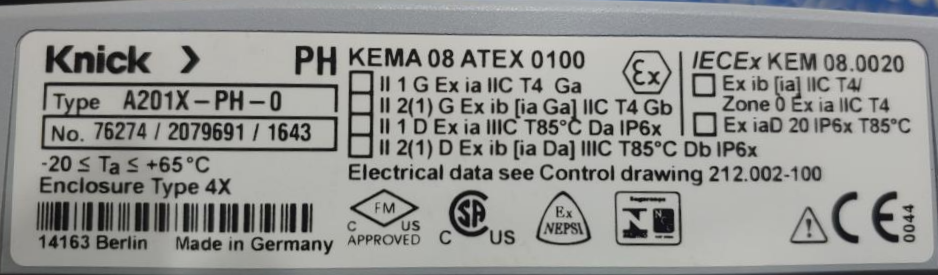 Knick > PH
Type A201X-PH-0
No. 76274 / 2079691 / 1643
-20 ≤ Ta ≤ +65°C
Enclosure Type 4X
14163 Berlin Made in Germany
KEMA 08 ATEX 0100
II 1 G Ex ia IIC T4 Ga
II 2(1) G Ex ib [ia Ga] IIC T4 Gb
II 1 D Ex ia IIIC T85°C Da IP6x
II 2(1) D Ex ib [ia Da] IIIC T85°C Db IP6x
Electrical data see Control drawing 212.002-100
Ex
IECEx KEM 08.0020
Ex ib [ia] IIC T4/
Zone 0 Ex ia IIC T4
Ex iaD 20 IP6x T85°C
FM
C US
APPROVED
SA
C US
Ex
NEPSI
Segurança
CE
0044